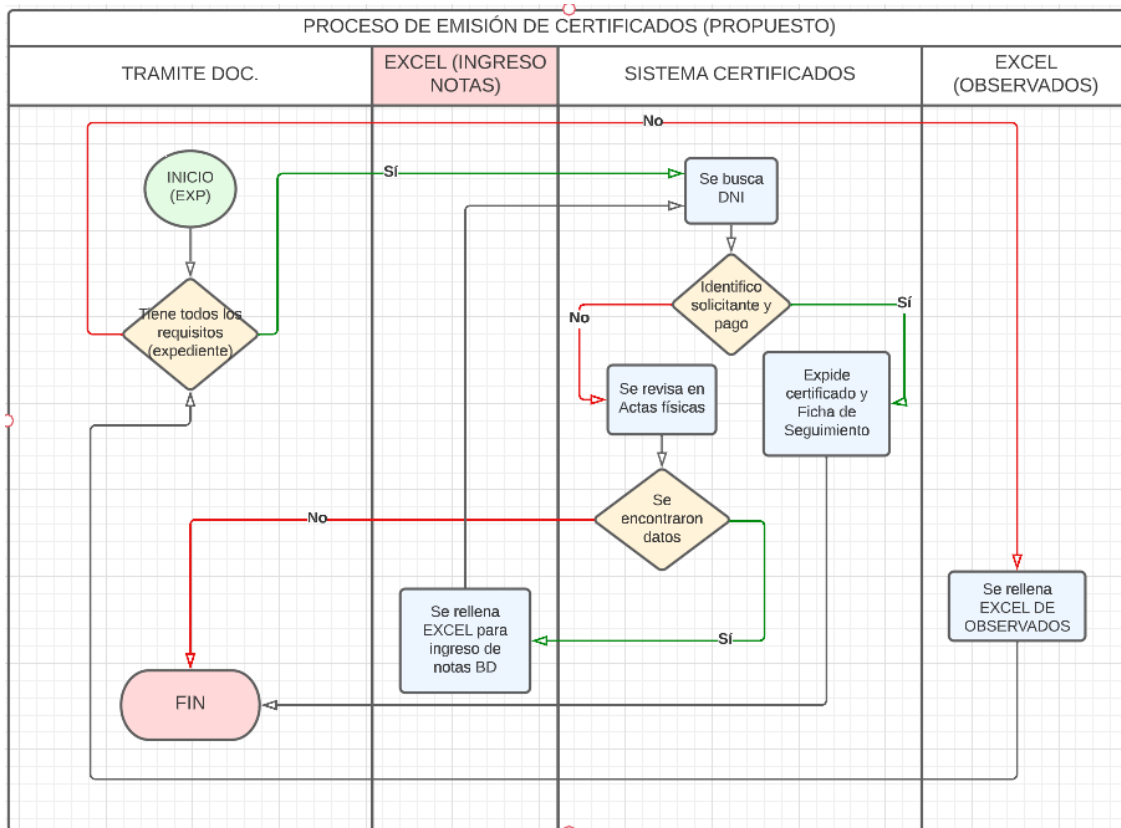 PROCESO DE EMISIÓN DE CERTIFICADOS (PROPUESTO)
TRAMITE DOC.
EXCEL (INGRESO
NOTAS)
SISTEMA CERTIFICADOS
EXCEL
(OBSERVADOS)
No
INICIO
(EXP)
Sí
Se busca
DNI
Tiene todos los
requisitos
(expediente)
Identifico
solicitante y
pago
No
Sí
Se revisa en
Actas físicas
Expide
certificado y
Ficha de
Seguimiento
No
Se
encontraron
datos
Sí
Se rellena
EXCEL para
ingreso de
notas BD
Se rellena
EXCEL DE
OBSERVADOS
FIN